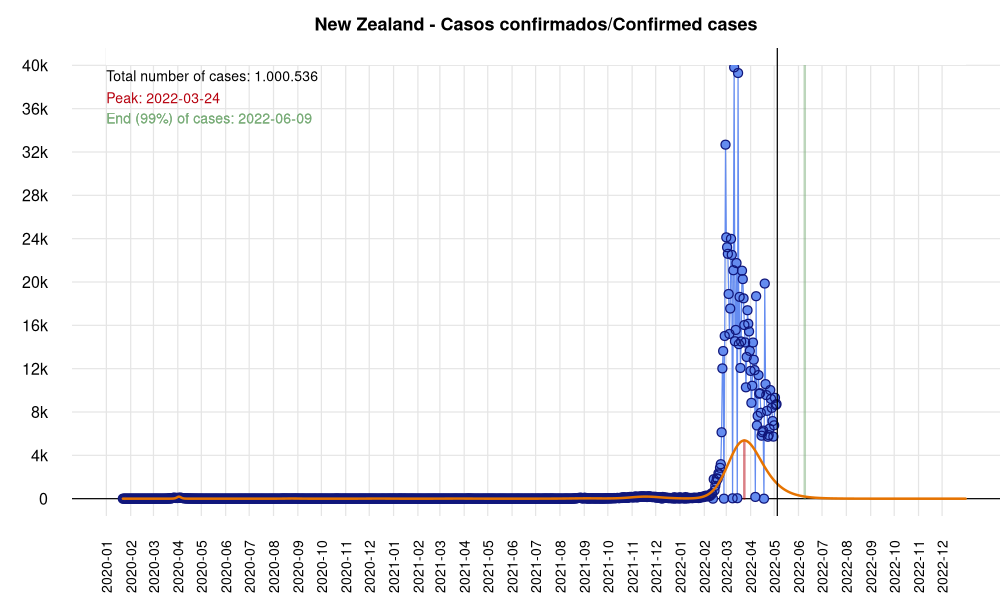 New Zealand - Casos confirmados/Confirmed cases
40k
36k
32k
28k
24k
20k
16k
12k
8k
4k
0
Total number of cases: 1.000.536
Peak: 2022-03-24
End (99%) of cases: 2022-06-09
2020-01
2020-02
2020-03
2020-04
2020-05
2020-06
2020-07
2020-08
2020-09
2020-10
2020-11
2020-12
2021-01
2021-02
2021-03
2021-04
2021-05
2021-06
2021-07
2021-08
2021-09
2021-10
2021-11
2021-12
2022-01
2022-02
2022-03
2022-04
2022-05
2022-06
2022-07
2022-08
2022-09
2022-10
2022-11
2022-12